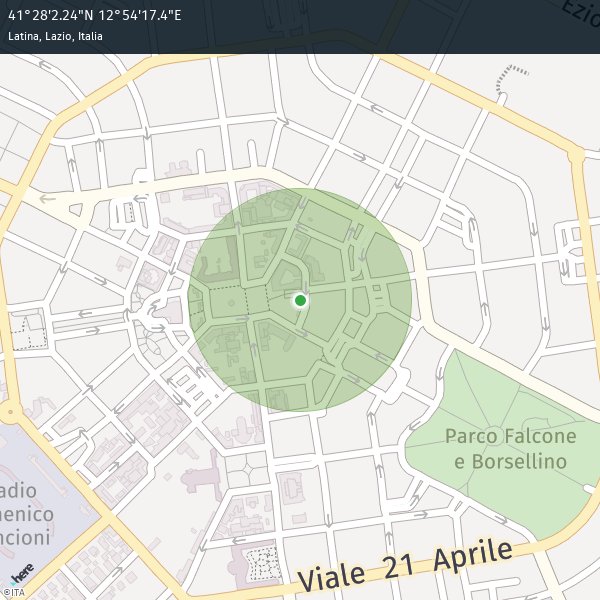 41°28'2.24"N 12°54'17.4"E
Latina, Lazio, Italia
Ezio
Parco Falcone
e Borsellino
adio
enico
ncioni
Viale 21 Aprile
here
©ITA